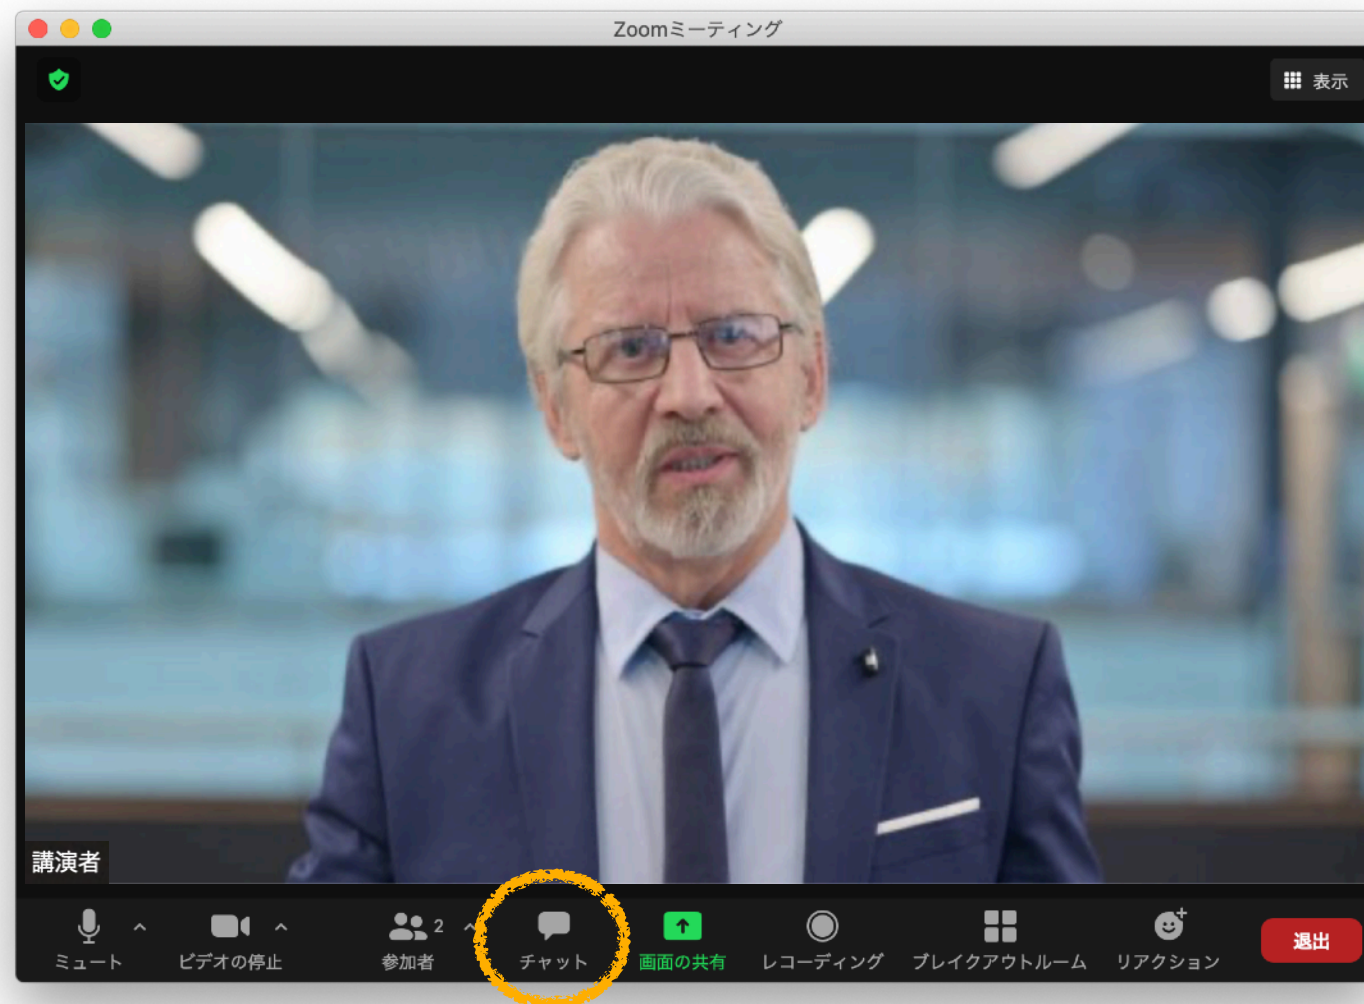 Zoomミーティング
表示
講演者
ミュート
ビデオの停止
2
参加者
チャット
画面の共有
レコーディング
ブレイクアウトルーム
リアクション
退出